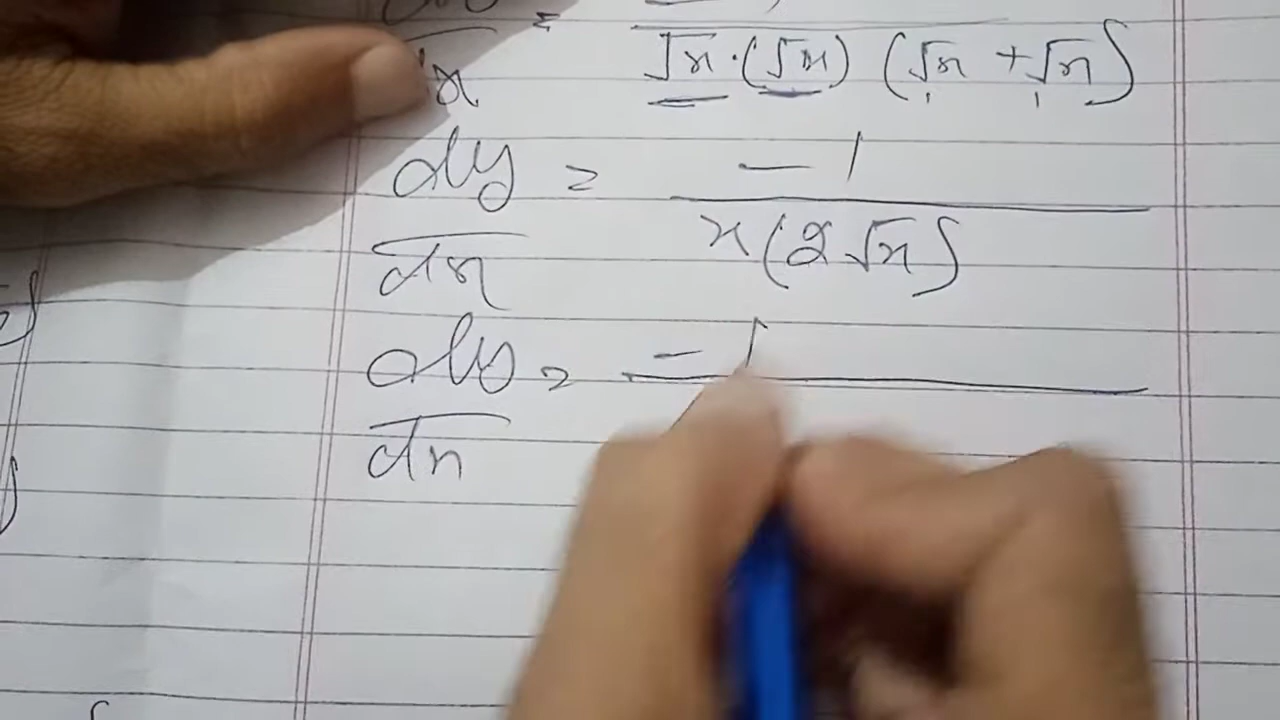 dx = √x·(√x) (√x + √x)
dy/dx = -1/x(2√x)
dy/dx = -1